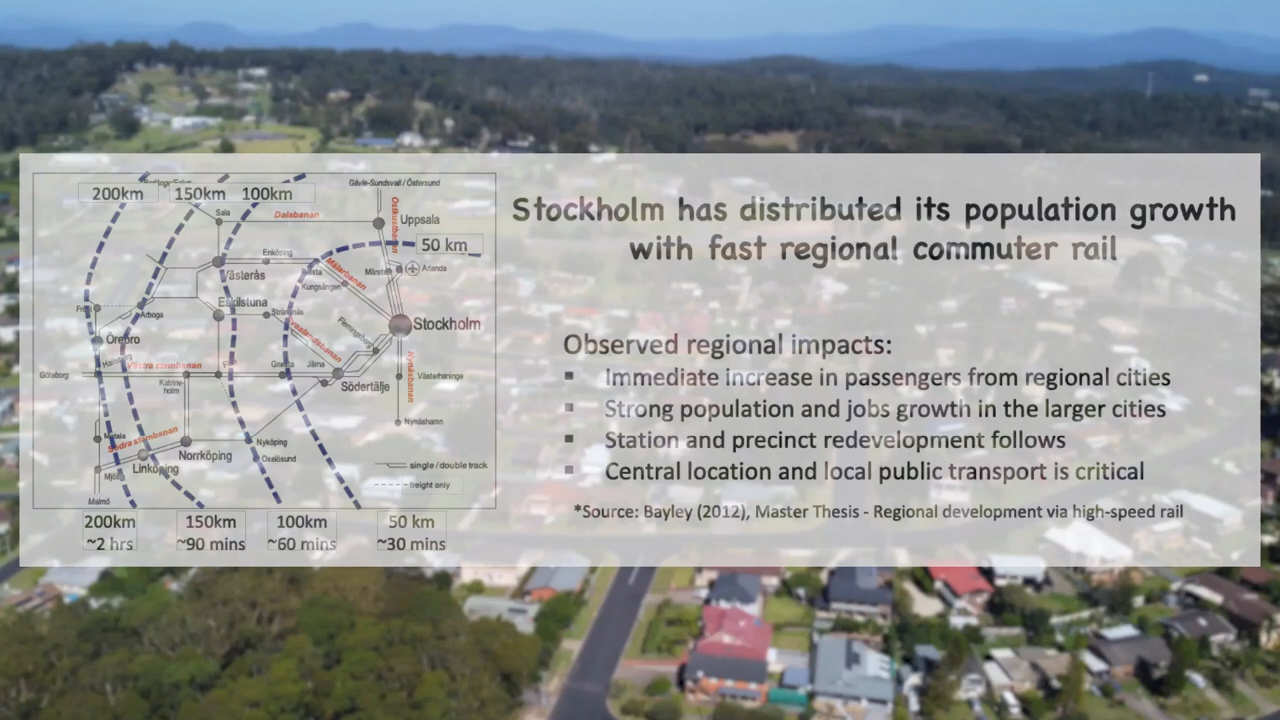 Stockholm has distributed its population growth
with fast regional commuter rail
Observed regional impacts:
▪ Immediate increase in passengers from regional cities
▪ Strong population and jobs growth in the larger cities
▪ Station and precinct redevelopment follows
▪ Central location and local public transport is critical
*Source: Bayley (2012), Master Thesis - Regional development via high-speed rail
200km 150km 100km
Gävle-Sundsvall / Östersund
Sala
Dalabanan
Uppsala
50 km
Enköping
Västerås
Bålsta
Mälarbanan
Märsta
Arlanda
Kungsängen
Eskilstuna
Arboga
Strängnäs
Flemingsberg
Stockholm
Örebro
Hallsberg
Svealandsbanan
Nynäsbanan
Västra stambanan
Göteborg
Flen
Gnesta
Järna
Katrine-
holm
Södertälje
Västerhaninge
Nynäshamn
Motala
Södra stambanan
Norrköping
Nyköping
Oxelösund
Linköping
Mjölby
Malmö
single / double track
freight only
200km 150km 100km 50 km
~2 hrs ~90 mins ~60 mins ~30 mins